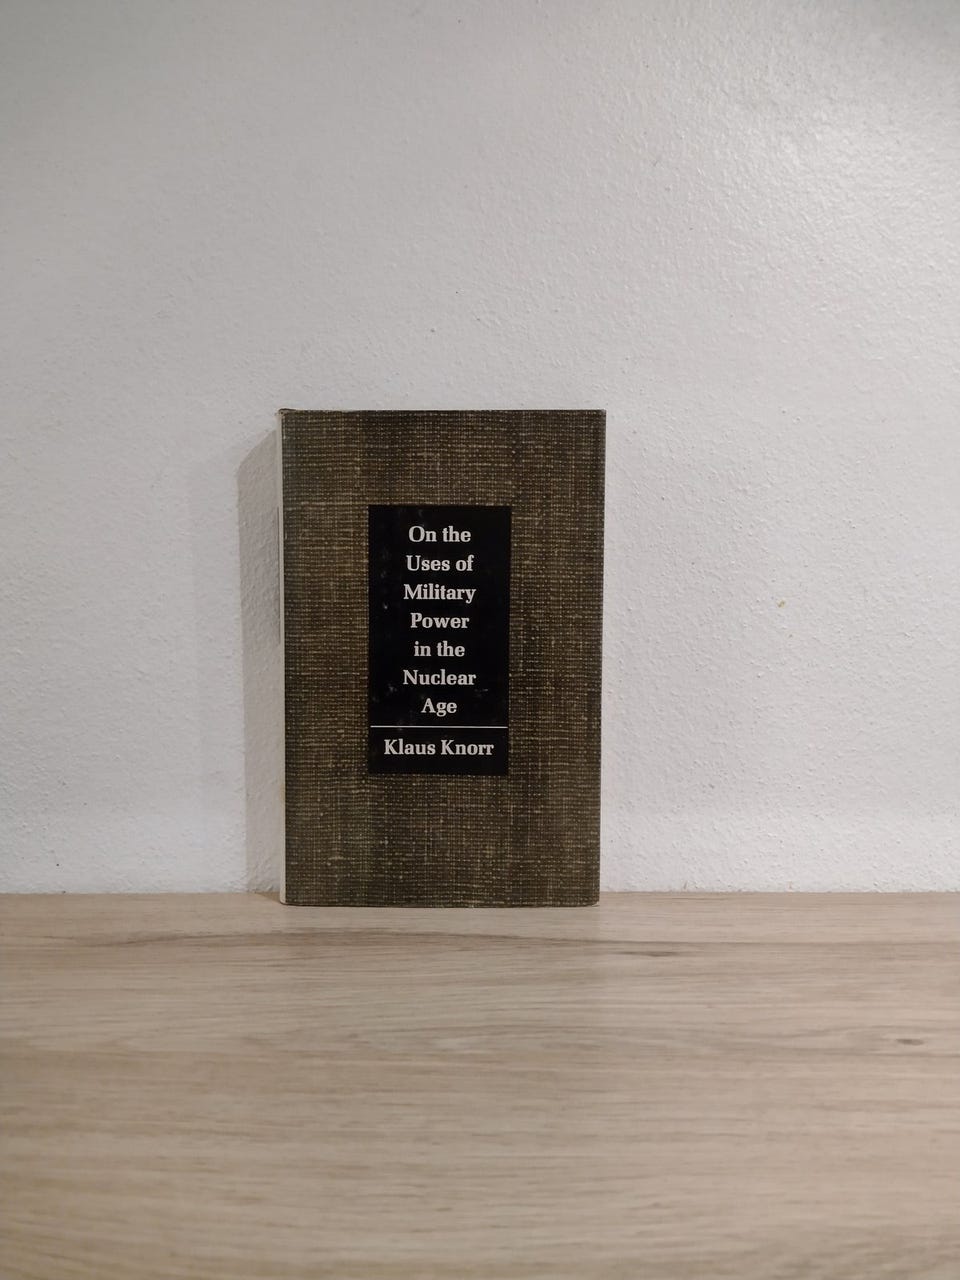 On the
Uses of
Military
Power
in the
Nuclear
Age
Klaus Knorr